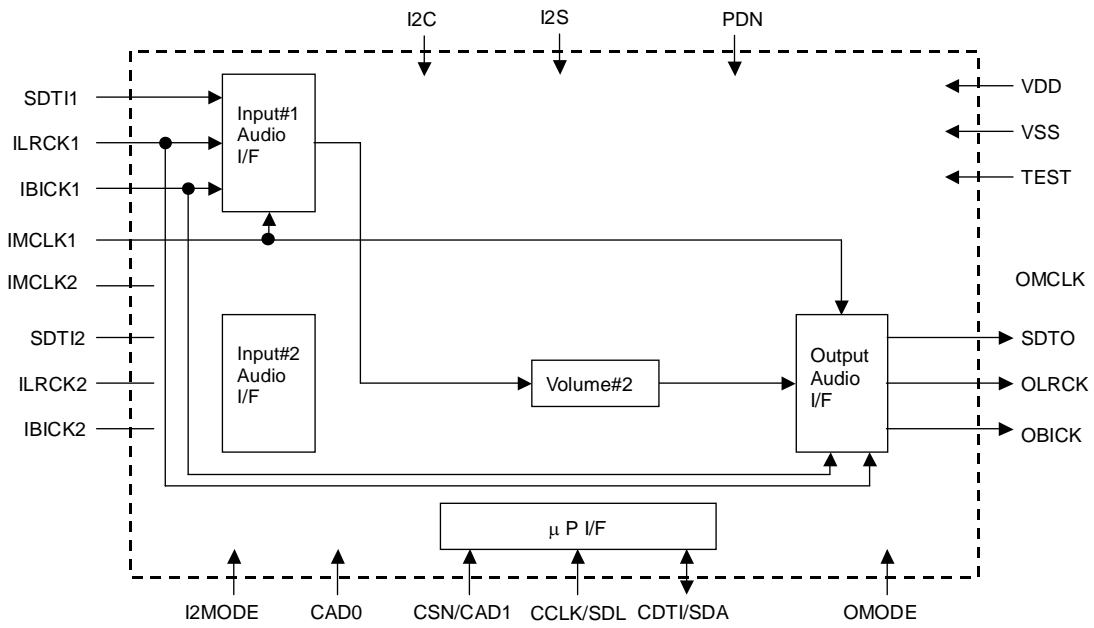 I2C
I2S
PDN
SDTI1
ILRCK1
IBICK1
IMCLK1
IMCLK2
SDTI2
ILRCK2
IBICK2
Input#1
Audio
I/F
Input#2
Audio
I/F
Volume#2
Output
Audio
I/F
VDD
VSS
TEST
OMCLK
SDTO
OLRCK
OBICK
μ P I/F
I2MODE
CAD0
CSN/CAD1
CCLK/SDL
CDTI/SDA
OMODE